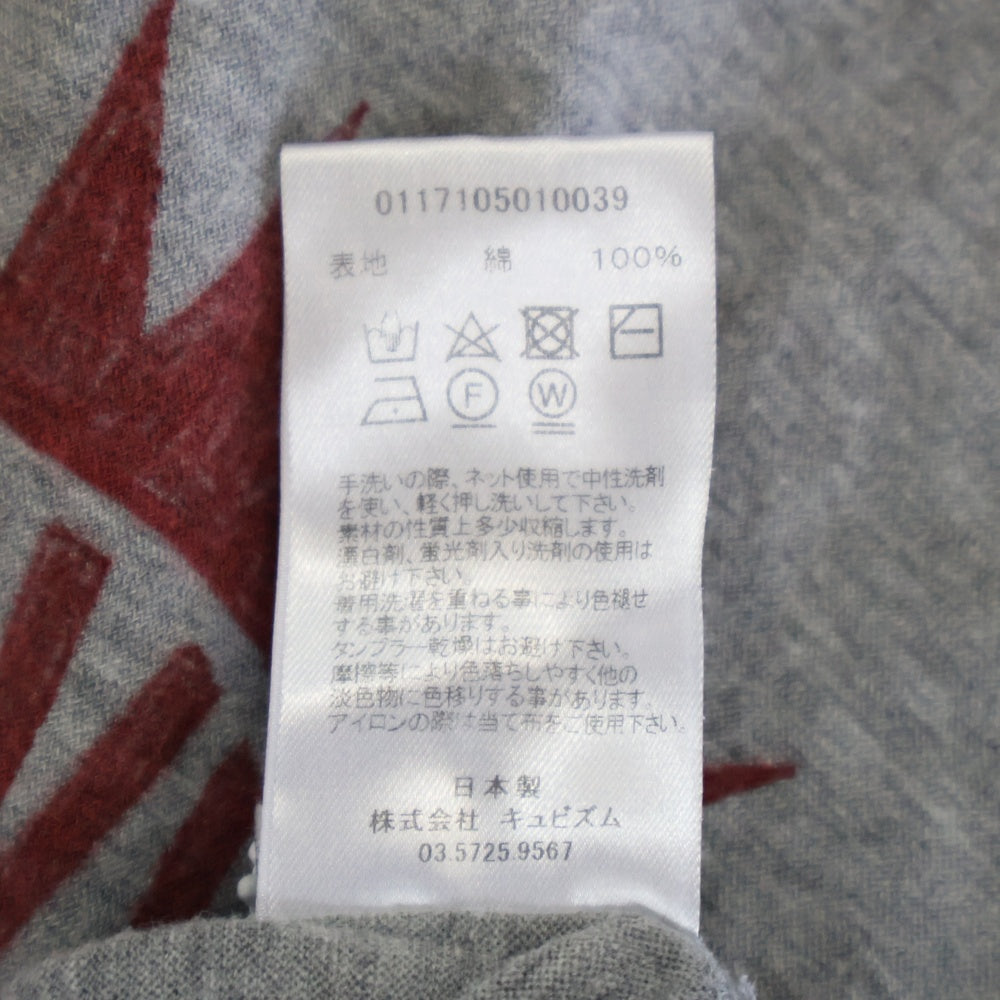 0117105010039
表地 綿 100%
F W
手洗いの際、ネット使用で中性洗剤
を使い、軽く押し洗いして下さい。
素材の性質上多少収縮します。
漂白剤、蛍光剤入り洗剤の使用は
お避け下さい。
着用洗濯を重ねる事により色褪せ
する事があります。
タンブラー乾燥はお避け下さい。
摩擦等により色落ちしやすく他の
淡色物に色移りする事があります。
アイロンの際は当て布をご使用下さい。
日本製
株式会社 キュビズム
03.5725.9567